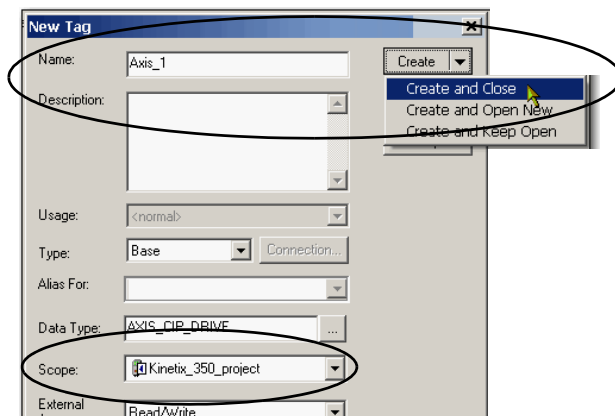 New Tag
Name: Axis_1 Create
Create and Close
Create and Open New
Create and Keep Open
Description:
Usage: <normal>
Type: Base Connection...
Alias For:
Data Type: AXIS_CIP_DRIVE ...
Scope: Kinetix_350_project
External
Read/Write